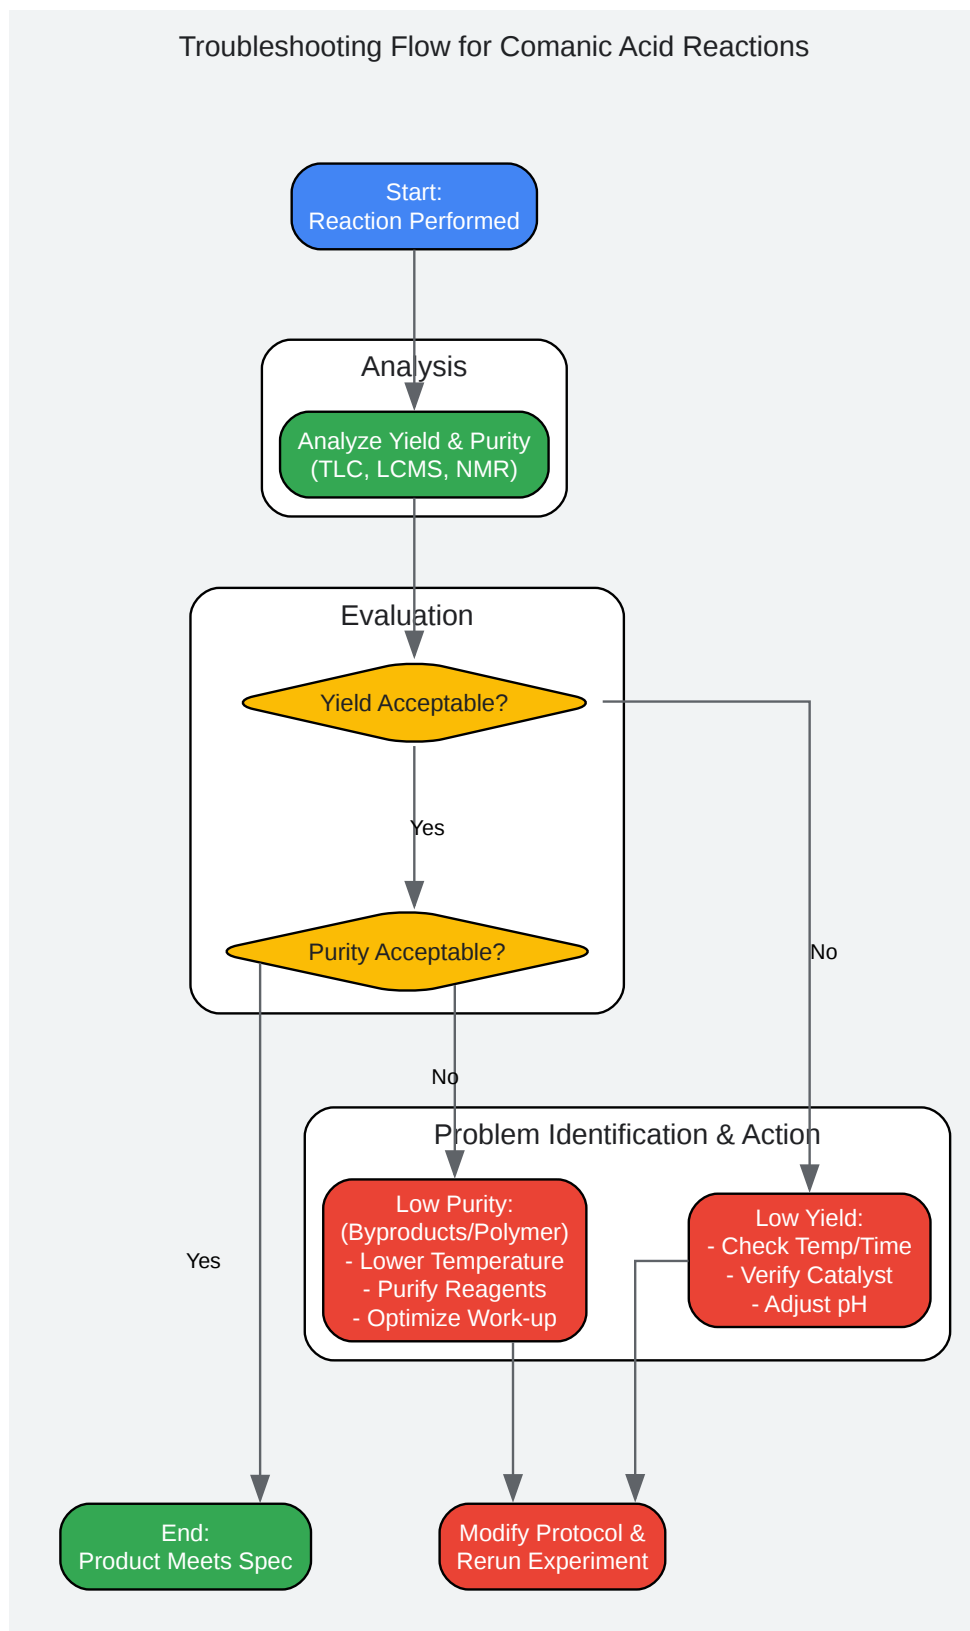 Troubleshooting Flow for Comanic Acid Reactions
Start:
Reaction Performed
Analysis
Analyze Yield & Purity
(TLC, LCMS, NMR)
Evaluation
Yield Acceptable?
Yes
Purity Acceptable?
No
No
Problem Identification & Action
Low Purity:
(Byproducts/Polymer)
- Lower Temperature
- Purify Reagents
- Optimize Work-up
Low Yield:
- Check Temp/Time
- Verify Catalyst
- Adjust pH
Yes
End:
Product Meets Spec
Modify Protocol &
Rerun Experiment